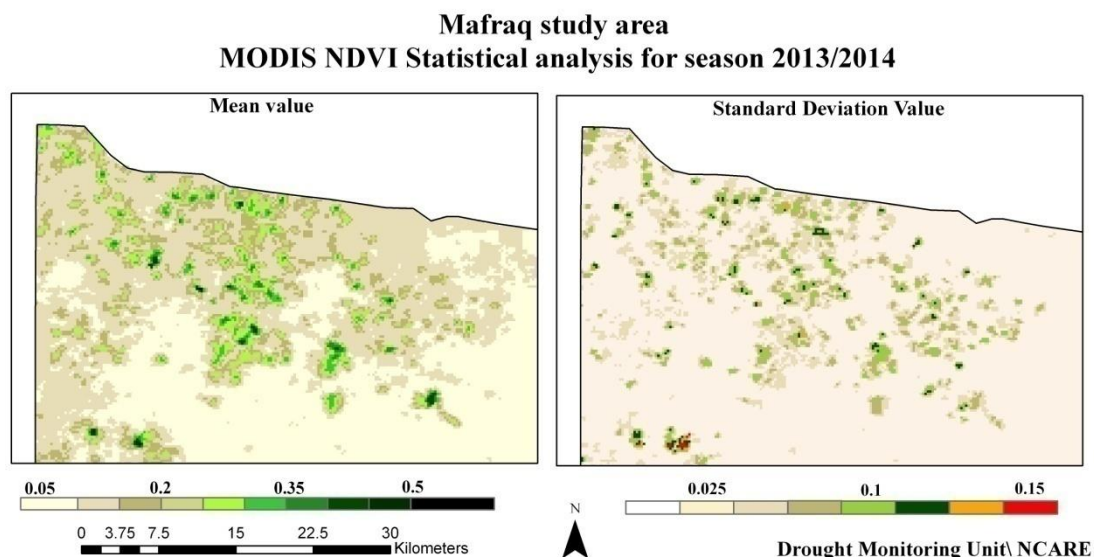 Mafraq study area
MODIS NDVI Statistical analysis for season 2013/2014
Mean value
Standard Deviation Value
0.05 0.2 0.35 0.5
0.025 0.1 0.15
0 3.75 7.5 15 22.5 30
Kilometers
N
Drought Monitoring Unit\ NCARE